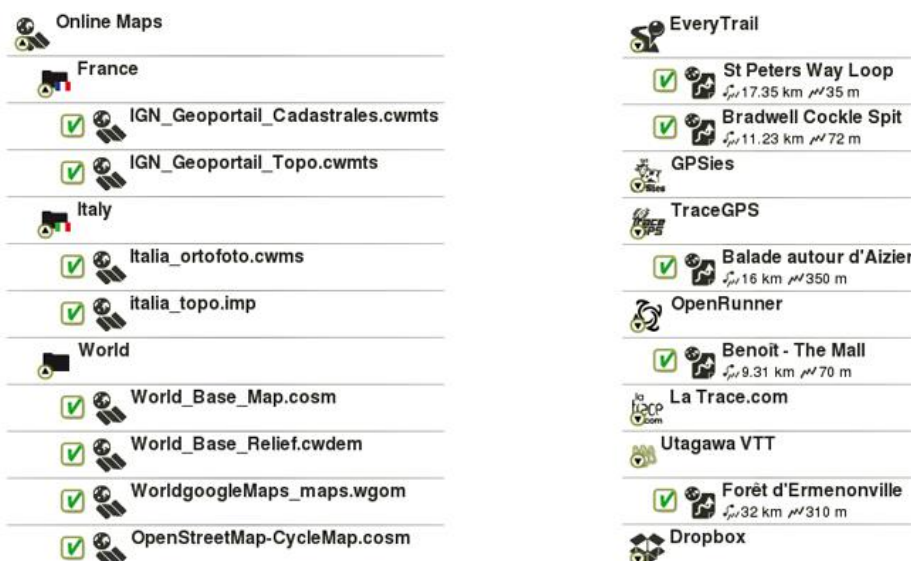 Online Maps
France
IGN_Geoportail_Cadastrales.cwmts
IGN_Geoportail_Topo.cwmts
Italy
Italia_ortofoto.cwms
italia_topo.imp
World
World_Base_Map.cosm
World_Base_Relief.cwdem
WorldgoogleMaps_maps.wgom
OpenStreetMap-CycleMap.cosm
EveryTrail
St Peters Way Loop
17.35 km 35 m
Bradwell Cockle Spit
11.23 km 72 m
GPSies
TraceGPS
Balade autour d'Aizier
16 km 350 m
OpenRunner
Benoît - The Mall
9.31 km 70 m
La Trace.com
Utagawa VTT
Forêt d'Ermenonville
32 km 310 m
Dropbox